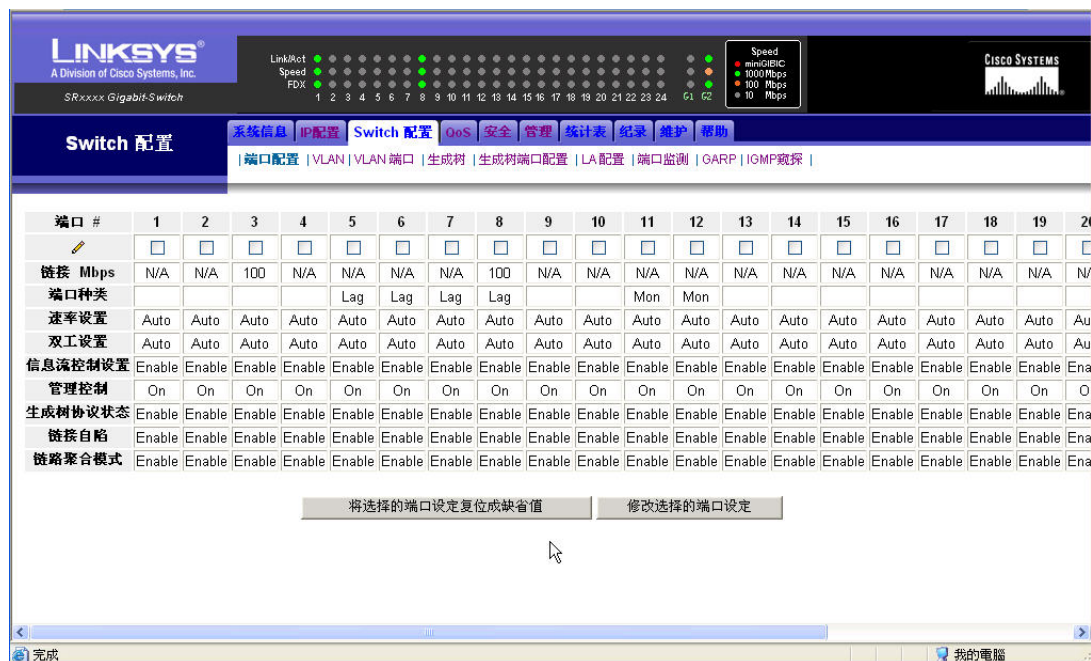 LINKSYS®
A Division of Cisco Systems, Inc.
SRxxxx Gigabit-Switch
Link/Act
Speed
FDX
1 2 3 4 5 6 7 8 9 10 11 12 13 14 15 16 17 18 19 20 21 22 23 24 G1 G2
Speed
miniGIBIC
1000Mbps
100 Mbps
10 Mbps
CISCO SYSTEMS
Switch 配置
系统信息 IP配置 Switch 配置 QoS 安全 管理 统计表 纪录 维护 帮助
| 端口配置 | VLAN | VLAN 端口 | 生成树 | 生成树端口配置 | LA 配置 | 端口监测 | GARP | IGMP窥探 |
端口 # 1 2 3 4 5 6 7 8 9 10 11 12 13 14 15 16 17 18 19 20
链接 Mbps N/A N/A 100 N/A N/A N/A N/A 100 N/A N/A N/A N/A N/A N/A N/A N/A N/A N/A N/A N/
端口种类 Lag Lag Lag Lag Mon Mon
速率设置 Auto Auto Auto Auto Auto Auto Auto Auto Auto Auto Auto Auto Auto Auto Auto Auto Auto Auto Auto Au
双工设置 Auto Auto Auto Auto Auto Auto Auto Auto Auto Auto Auto Auto Auto Auto Auto Auto Auto Auto Auto Au
信息流控制设置 Enable Enable Enable Enable Enable Enable Enable Enable Enable Enable Enable Enable Enable Enable Enable Enable Enable Enable Enable Ena
管理控制 On On On On On On On On On On On On On On On On On On On O
生成树协议状态 Enable Enable Enable Enable Enable Enable Enable Enable Enable Enable Enable Enable Enable Enable Enable Enable Enable Enable Enable Ena
链接自陷 Enable Enable Enable Enable Enable Enable Enable Enable Enable Enable Enable Enable Enable Enable Enable Enable Enable Enable Enable Ena
链路聚合模式 Enable Enable Enable Enable Enable Enable Enable Enable Enable Enable Enable Enable Enable Enable Enable Enable Enable Enable Enable Ena
将选择的端口设定复位成缺省值 修改选择的端口设定
完成 我的電腦